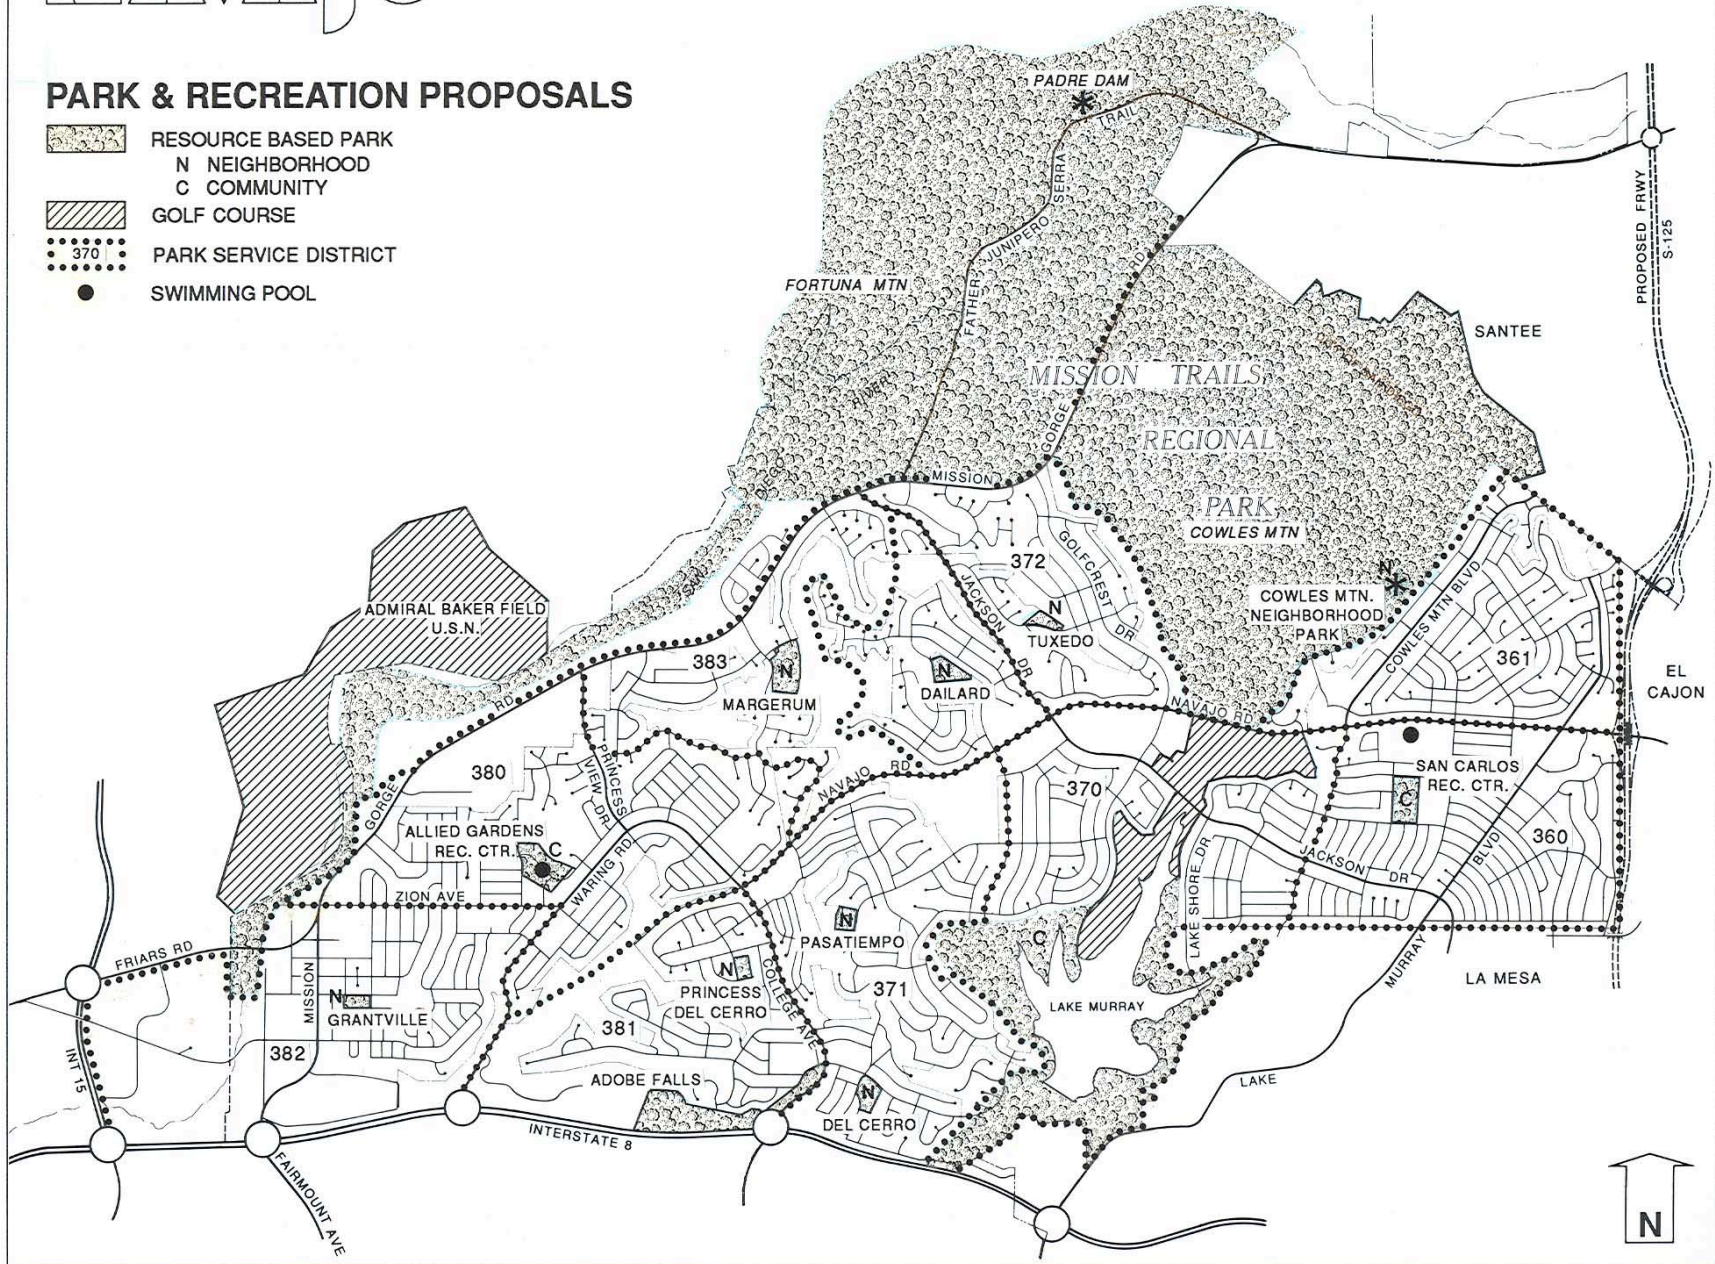 PARK & RECREATION PROPOSALS
RESOURCE BASED PARK
N NEIGHBORHOOD
C COMMUNITY
GOLF COURSE
370 PARK SERVICE DISTRICT
SWIMMING POOL
PADRE DAM
TRAIL
SERRA
JUNIPERO
FATHER
FORTUNA MTN
RIVER
DIEGO
SAN
PROPOSED FRWY
S-125
SANTEE
RD
GORGE
MISSION
MISSION TRAILS
REGIONAL
PARK
COWLES MTN
N
COWLES MTN.
NEIGHBORHOOD
PARK
COWLES MTN BLVD
361
EL
CAJON
ADMIRAL BAKER FIELD
U.S.N.
372
GOLFCREST
DR
JACKSON
DR
N
TUXEDO
383
N
MARGERUM
N
DAILARD
NAVAJO RD
RD
GORGE
380
PRINCESS
VIEW DR
NAVAJO RD
370
SAN CARLOS
REC. CTR.
C
360
ALLIED GARDENS
REC. CTR.
C
WARING RD
ZION AVE
LAKE SHORE DR
JACKSON DR
BLVD
MURRAY
LAKE
FRIARS RD
MISSION
N
GRANTVILLE
382
INT 15
N
PASATIEMPO
N
PRINCESS
DEL CERRO
COLLEGE AVE
371
C
LAKE MURRAY
LA MESA
381
ADOBE FALLS
N
DEL CERRO
INTERSTATE 8
FAIRMOUNT AVE
N